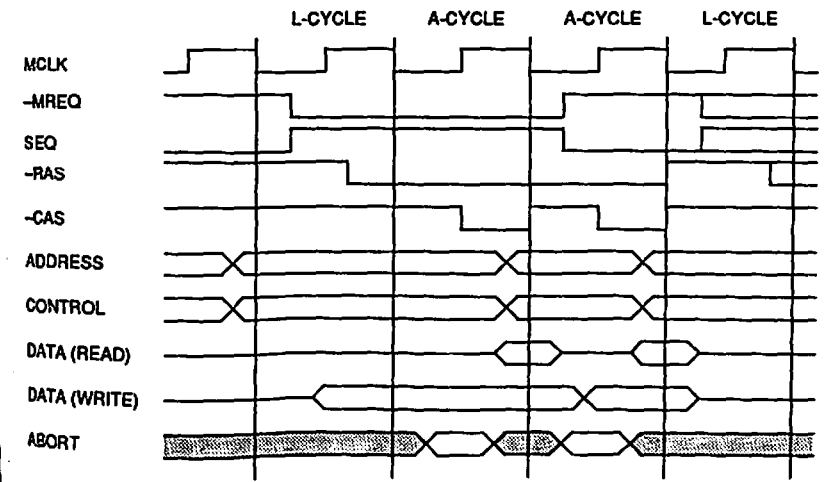 L-CYCLE A-CYCLE A-CYCLE L-CYCLE
MCLK
-MREQ
SEQ
-RAS
-CAS
ADDRESS
CONTROL
DATA (READ)
DATA (WRITE)
ABORT